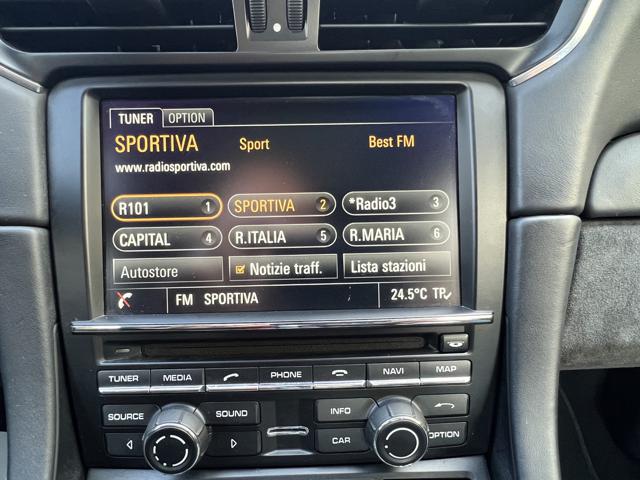 TUNER OPTION
SPORTIVA Sport Best FM
www.radiosportiva.com
R101 1 SPORTIVA 2 *Radio3 3
CAPITAL 4 R.ITALIA 5 R.MARIA 6
Autostore Notizie traff. Lista stazioni
FM SPORTIVA 24.5°C TP
TUNER MEDIA PHONE NAVI MAP
SOURCE SOUND INFO
CAR OPTION